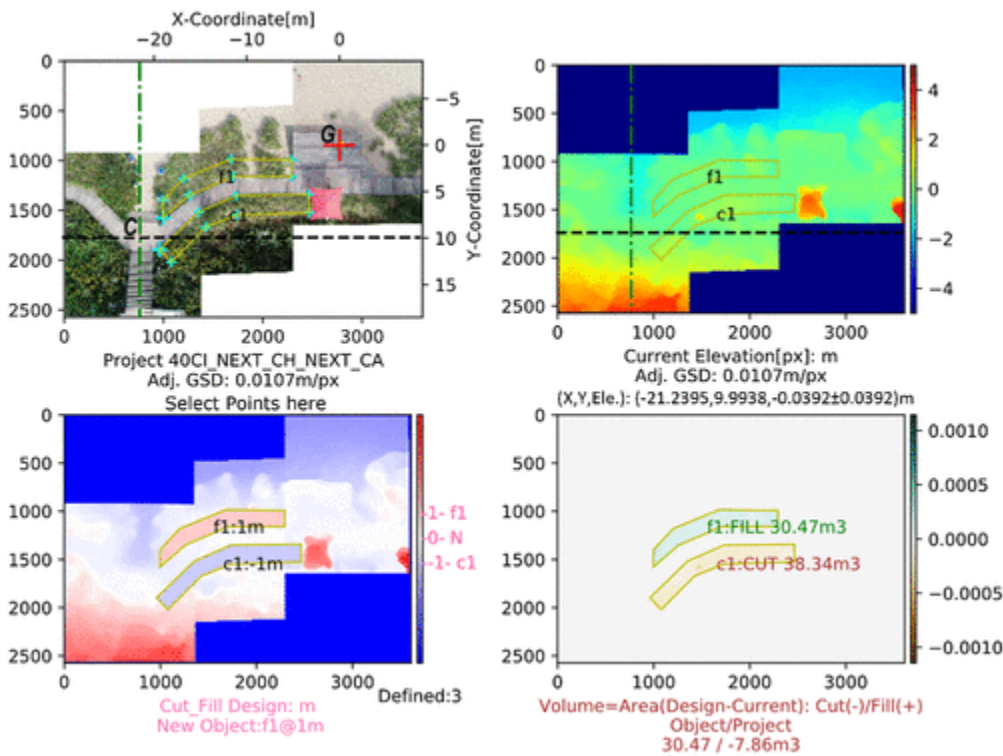 X-Coordinate[m]
−20 −10 0
0
500
1000
1500
2000
2500
G
f1
c1
C
−5
0
5
10
15
Y-Coordinate[m]
0 1000 2000 3000
Project 40CI_NEXT_CH_NEXT_CA
Adj. GSD: 0.0107m/px
Select Points here
0
500
1000
1500
2000
2500
f1
c1
4
2
0
−2
−4
0 1000 2000 3000
Current Elevation[px]: m
Adj. GSD: 0.0107m/px
(X,Y,Ele.): (-21.2395,9.9938,-0.0392±0.0392)m
0
500
1000
1500
2000
2500
f1:1m
c1:-1m
-1- f1
-0- N
--1- c1
0 1000 2000 3000
Defined:3
Cut_Fill Design: m
New Object:f1@1m
0
500
1000
1500
2000
2500
f1:FILL 30.47m3
c1:CUT 38.34m3
0.0010
0.0005
0.0000
−0.0005
−0.0010
0 1000 2000 3000
Volume=Area(Design-Current): Cut(-)/Fill(+)
Object/Project
30.47 / -7.86m3